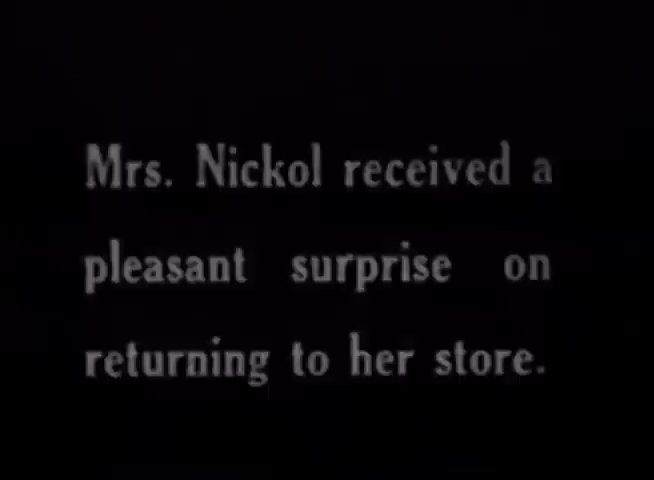 Mrs. Nickol received a
pleasant surprise on
returning to her store.